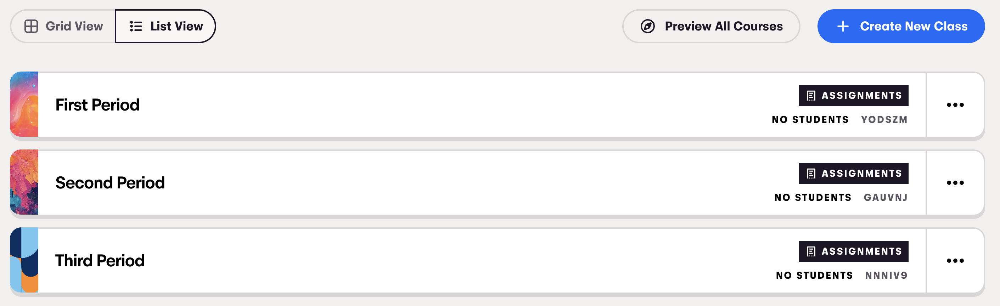 Grid View
List View
Preview All Courses
Create New Class
First Period
ASSIGNMENTS
NO STUDENTS YODSZM
Second Period
ASSIGNMENTS
NO STUDENTS GAUVNJ
Third Period
ASSIGNMENTS
NO STUDENTS NNNIV9